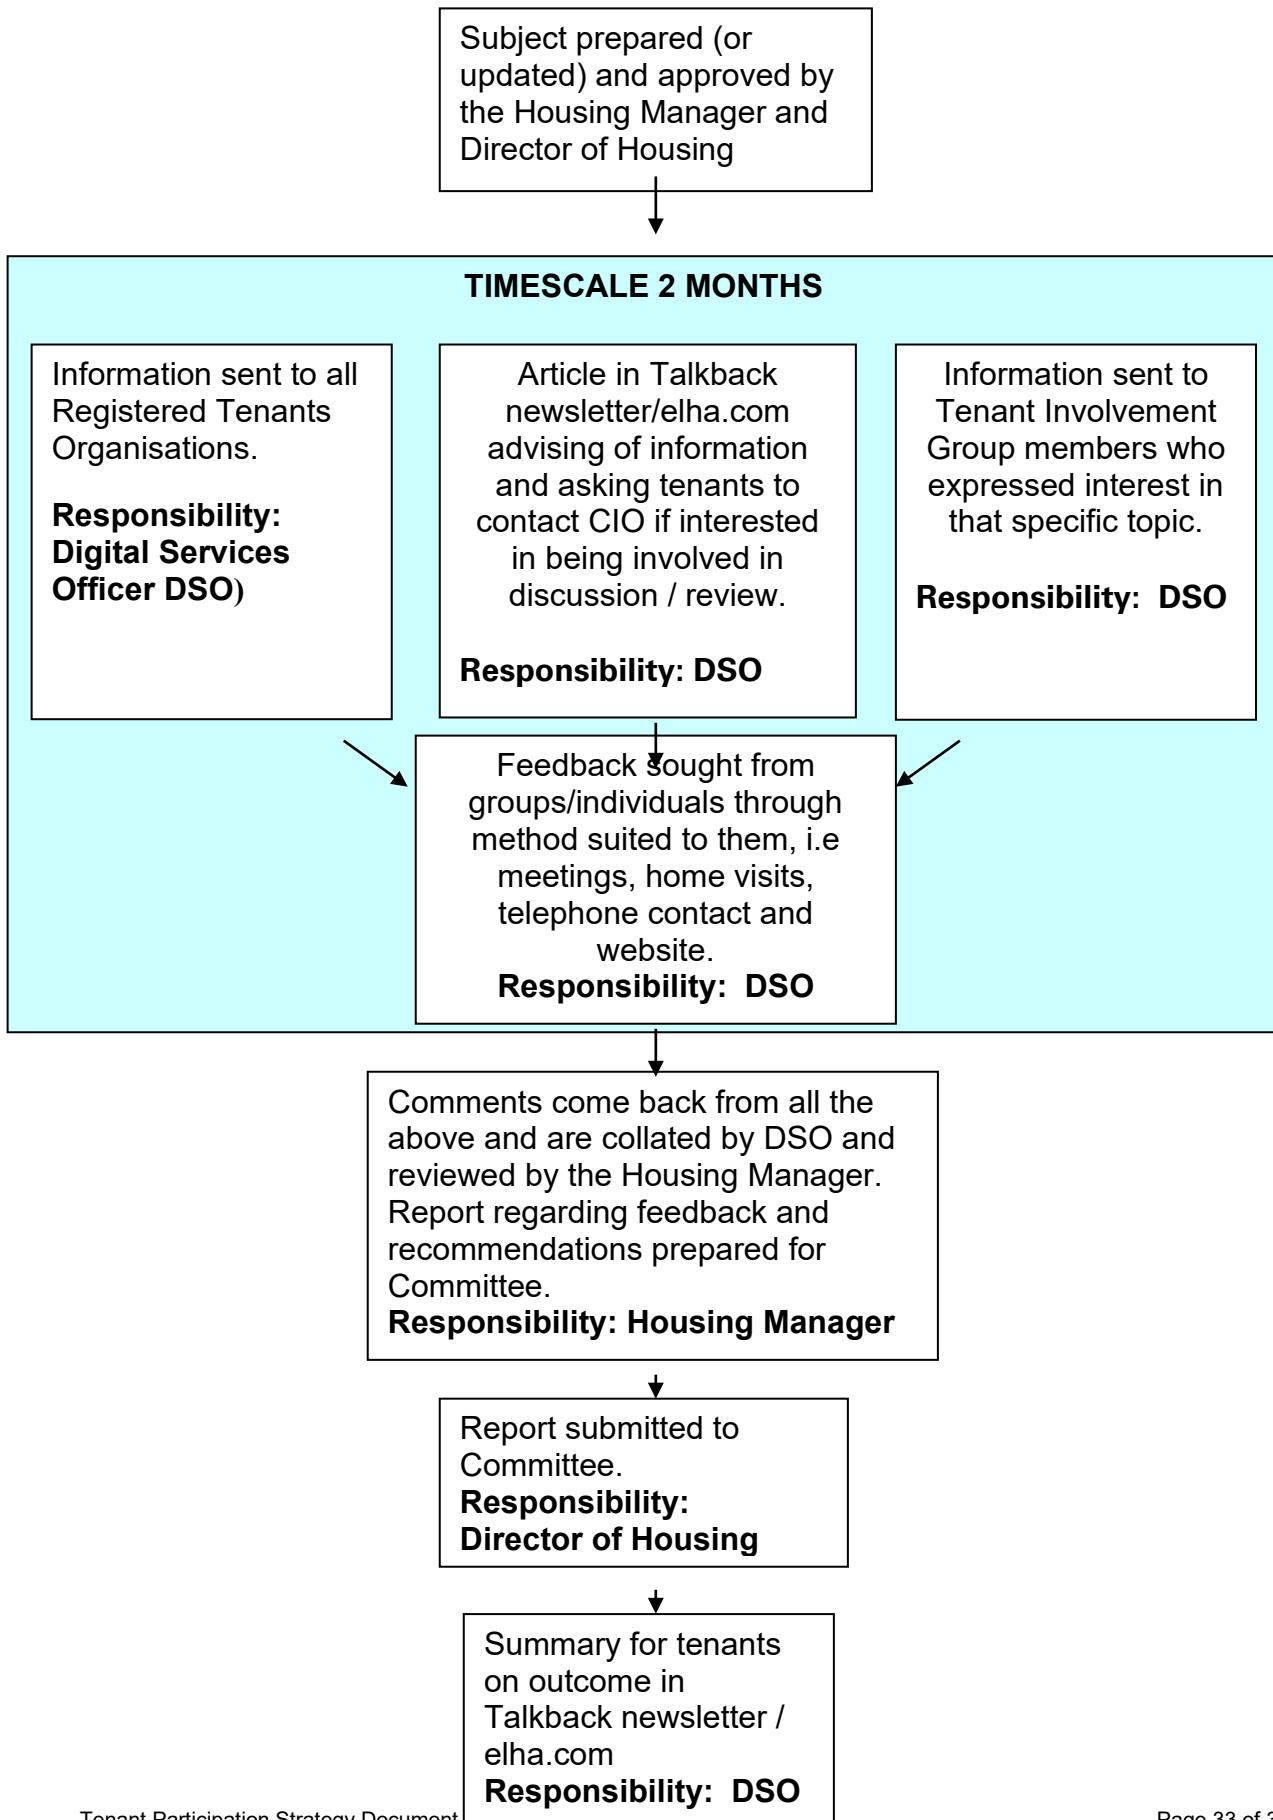 Subject prepared (or
updated) and approved by
the Housing Manager and
Director of Housing
TIMESCALE 2 MONTHS
Information sent to all
Registered Tenants
Organisations.
Responsibility:
Digital Services
Officer DSO)
Article in Talkback
newsletter/elha.com
advising of information
and asking tenants to
contact CIO if interested
in being involved in
discussion / review.
Responsibility: DSO
Information sent to
Tenant Involvement
Group members who
expressed interest in
that specific topic.
Responsibility:  DSO
Feedback sought from
groups/individuals through
method suited to them, i.e
meetings, home visits,
telephone contact and
website.
Responsibility:  DSO
Comments come back from all the
above and are collated by DSO and
reviewed by the Housing Manager.
Report regarding feedback and
recommendations prepared for
Committee.
Responsibility: Housing Manager
Report submitted to
Committee.
Responsibility:
Director of Housing
Summary for tenants
on outcome in
Talkback newsletter /
elha.com
Responsibility:  DSO
Tenant Participation Strategy Document
Page 33 of 3